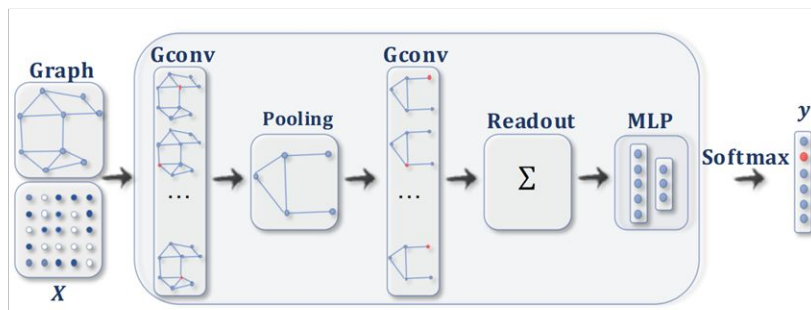 Graph
X
Gconv
...
Pooling
Gconv
...
Readout
Σ
MLP
Softmax
y